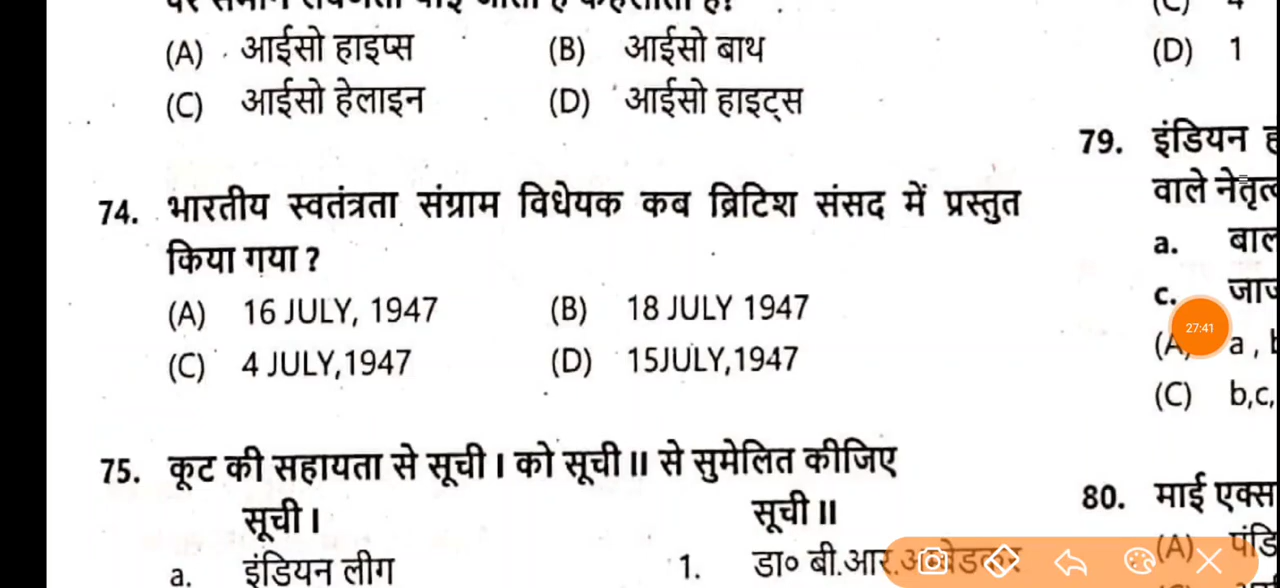 (A) आईसो हाइप्स (B) आईसो बाथ
(C) आईसो हेलाइन (D) आईसो हाइट्स
74. भारतीय स्वतंत्रता संग्राम विधेयक कब ब्रिटिश संसद में प्रस्तुत
किया गया ?
(A) 16 JULY, 1947 (B) 18 JULY 1947
(C) 4 JULY,1947 (D) 15JULY,1947
75. कूट की सहायता से सूची I को सूची II से सुमेलित कीजिए
सूची I सूची II
a. इंडियन लीग 1. डा० बी.आर.
(D) 1
79. इंडियन
वाले
a.
c.
27:41
a ,
(C) b,c,
80. माई एक्स
(A)